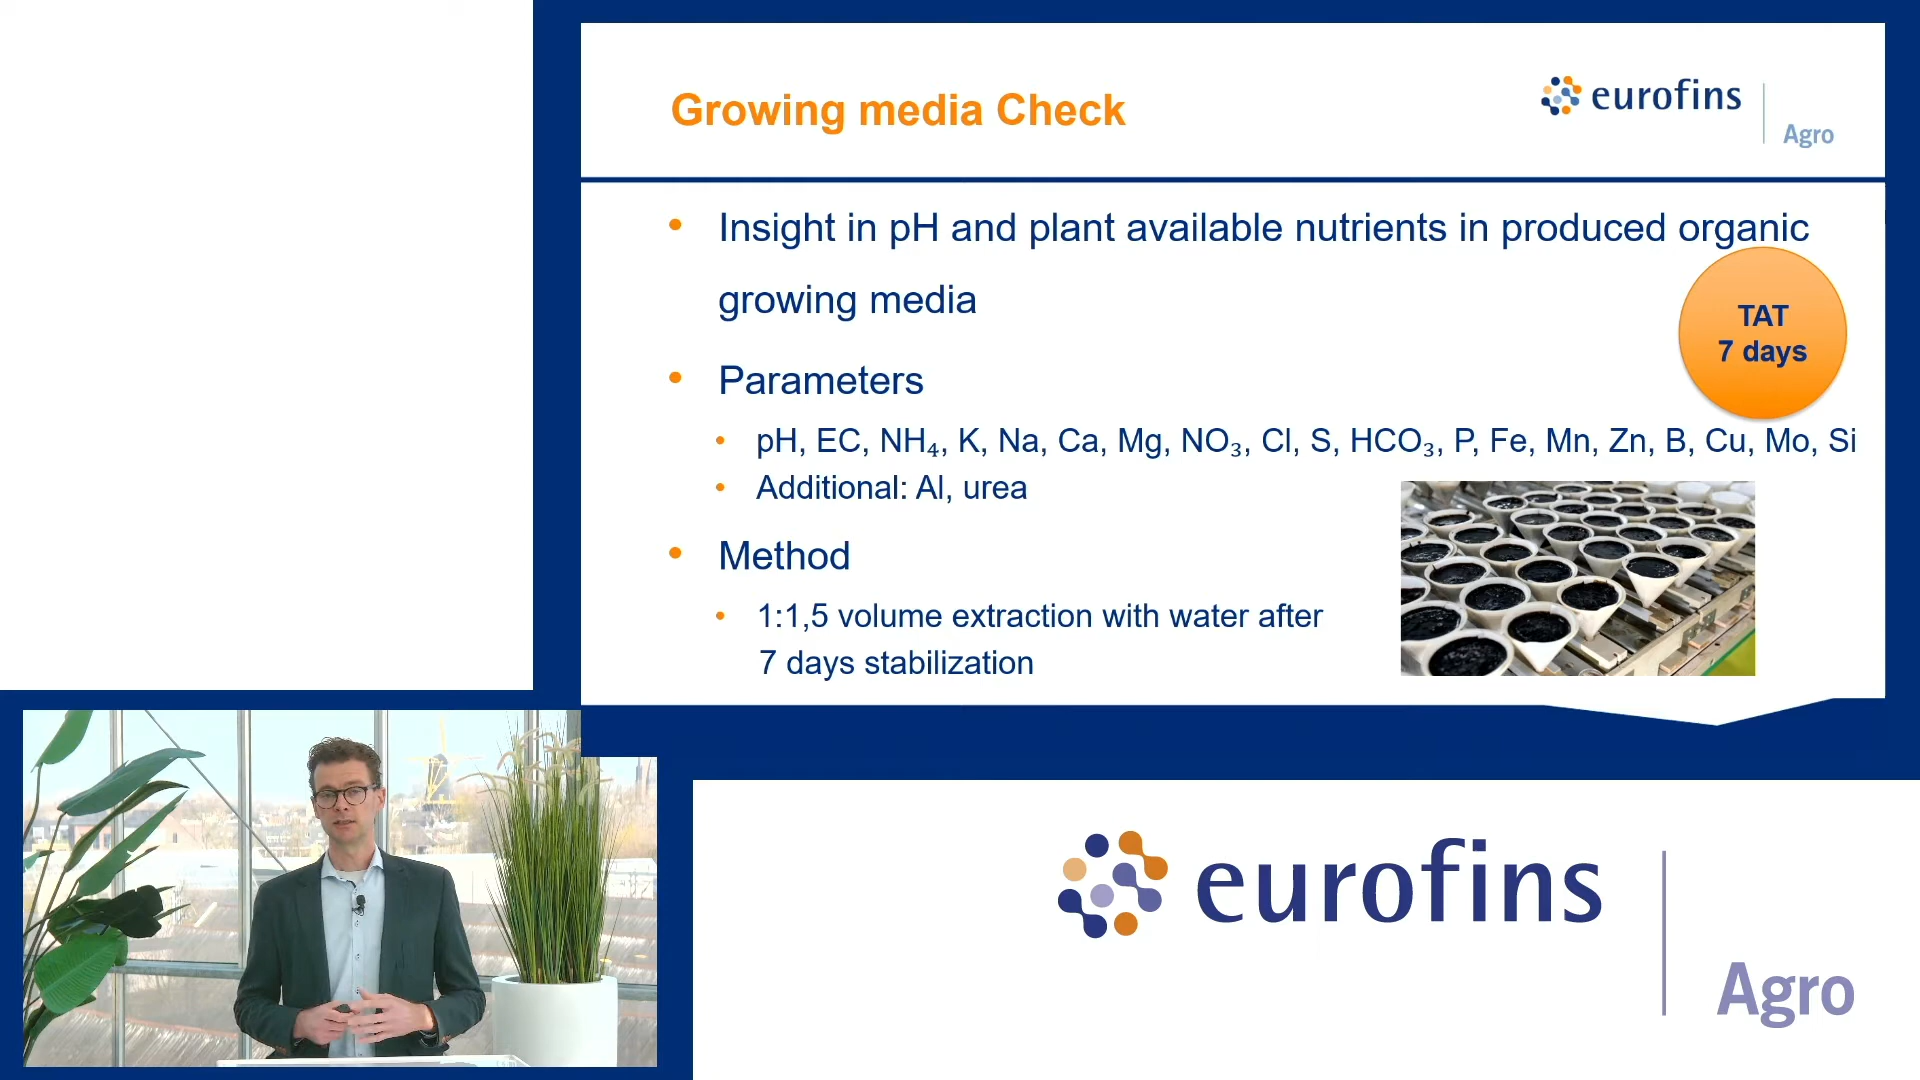 Growing media Check
eurofins
Agro
• Insight in pH and plant available nutrients in produced organic
growing media
TAT
7 days
• Parameters
• pH, EC, NH₄, K, Na, Ca, Mg, NO₃, Cl, S, HCO₃, P, Fe, Mn, Zn, B, Cu, Mo, Si
• Additional: Al, urea
• Method
• 1:1,5 volume extraction with water after
7 days stabilization
eurofins
Agro